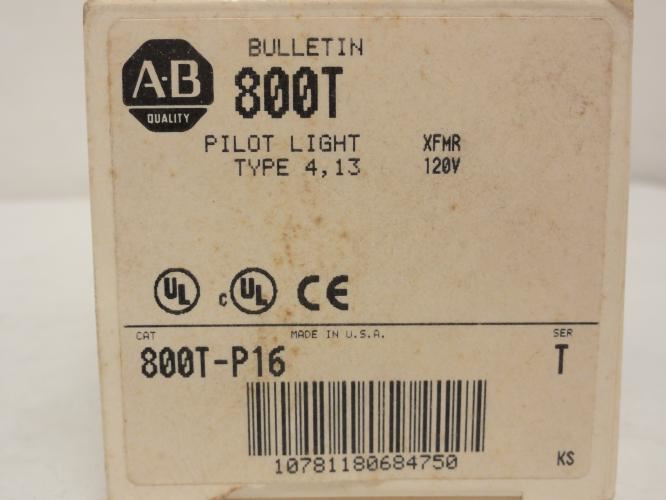 A·B
QUALITY
BULLETIN
800T
PILOT LIGHT XFMR
TYPE 4,13 120V
UL c UL CE
CAT MADE IN U.S.A. SER
800T-P16 T
10781180684750
KS